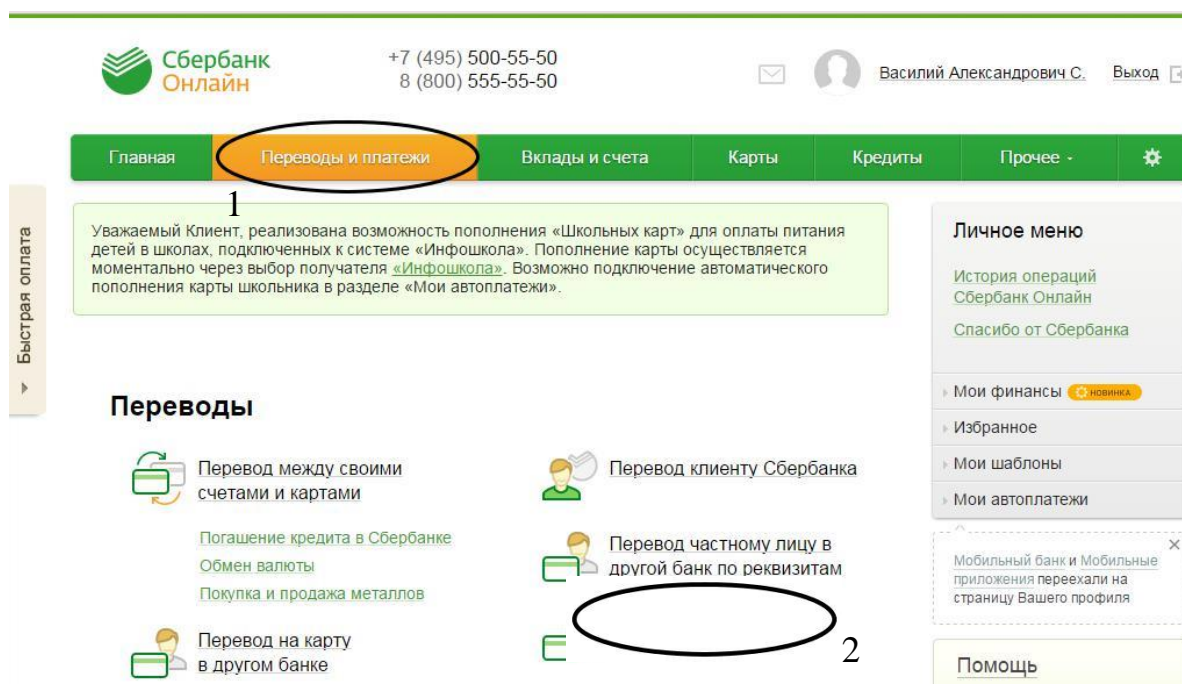 Сбербанк
Онлайн
+7 (495) 500-55-50
8 (800) 555-55-50
Василий Александрович С.
Выход
Главная
Переводы и платежи
Вклады и счета
Карты
Кредиты
Прочее
1
Быстрая оплата
Уважаемый Клиент, реализована возможность пополнения «Школьных карт» для оплаты питания
детей в школах, подключенных к системе «Инфошкола». Пополнение карты осуществляется
моментально через выбор получателя «Инфошкола». Возможно подключение автоматического
пополнения карты школьника в разделе «Мои автоплатежи».
Переводы
Перевод между своими
счетами и картами
Погашение кредита в Сбербанке
Обмен валюты
Покупка и продажа металлов
Перевод на карту
в другом банке
Перевод клиенту Сбербанка
Перевод частному лицу в
другой банк по реквизитам
2
Личное меню
История операций
Сбербанк Онлайн
Спасибо от Сбербанка
Мои финансы НОВИНКА
Избранное
Мои шаблоны
Мои автоплатежи
Мобильный банк и Мобильные
приложения переехали на
страницу Вашего профиля
Помощь